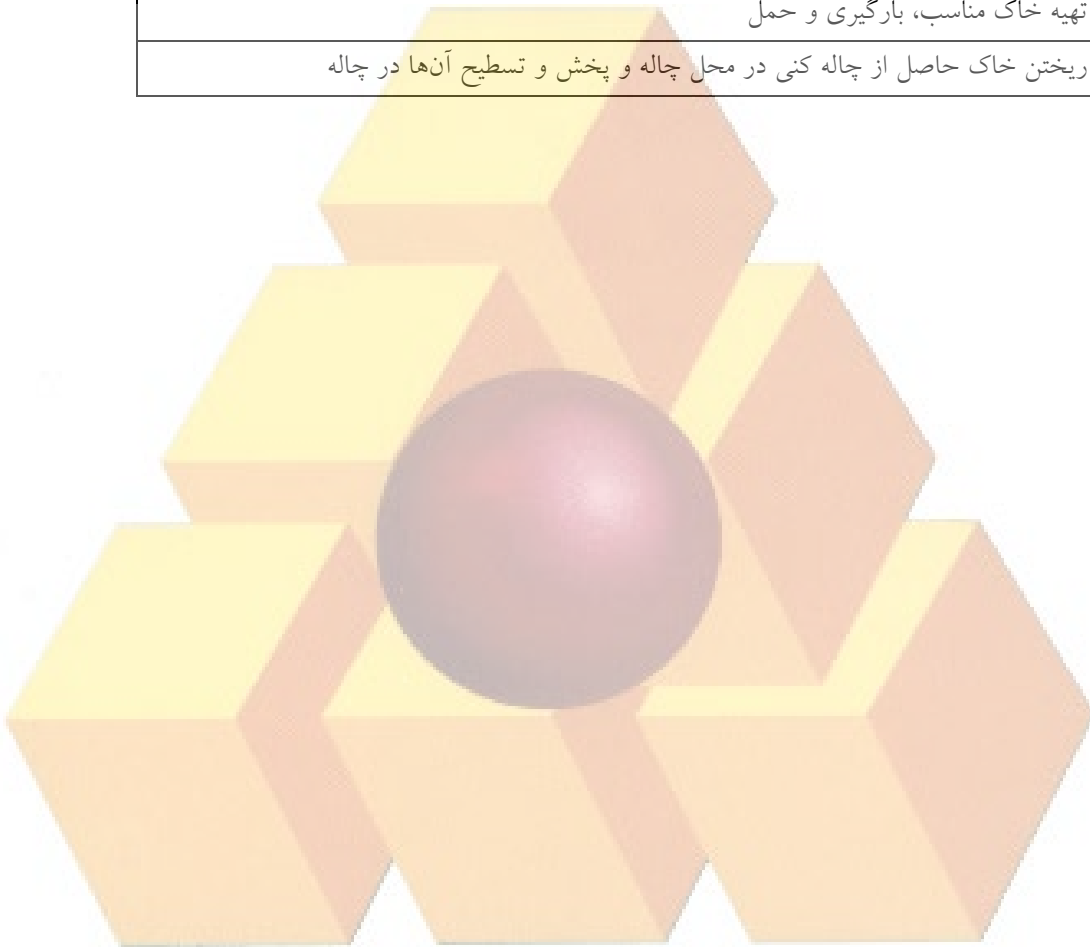 تهیه خاک مناسب، بارگیری و حمل
ریختن خاک حاصل از چاله کنی در محل چاله و پخش و تسطیح آن‌ها در چاله